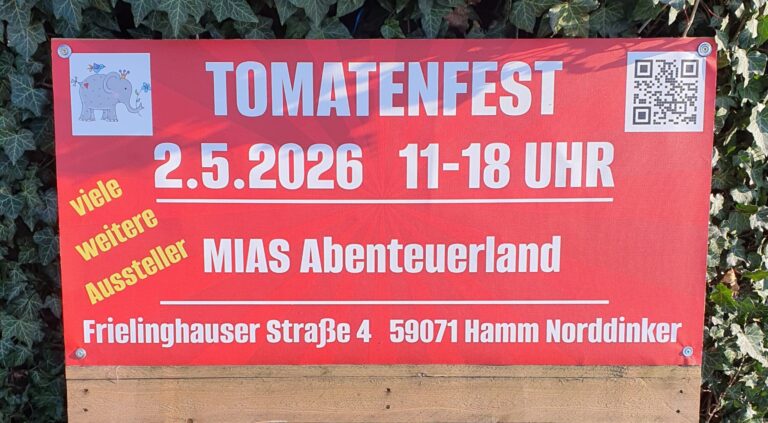 TOMATENFEST
2.5.2026 11-18 UHR
viele
weitere
Aussteller
MIAS Abenteuerland
Frielinghauser Straße 4 59071 Hamm Norddinker